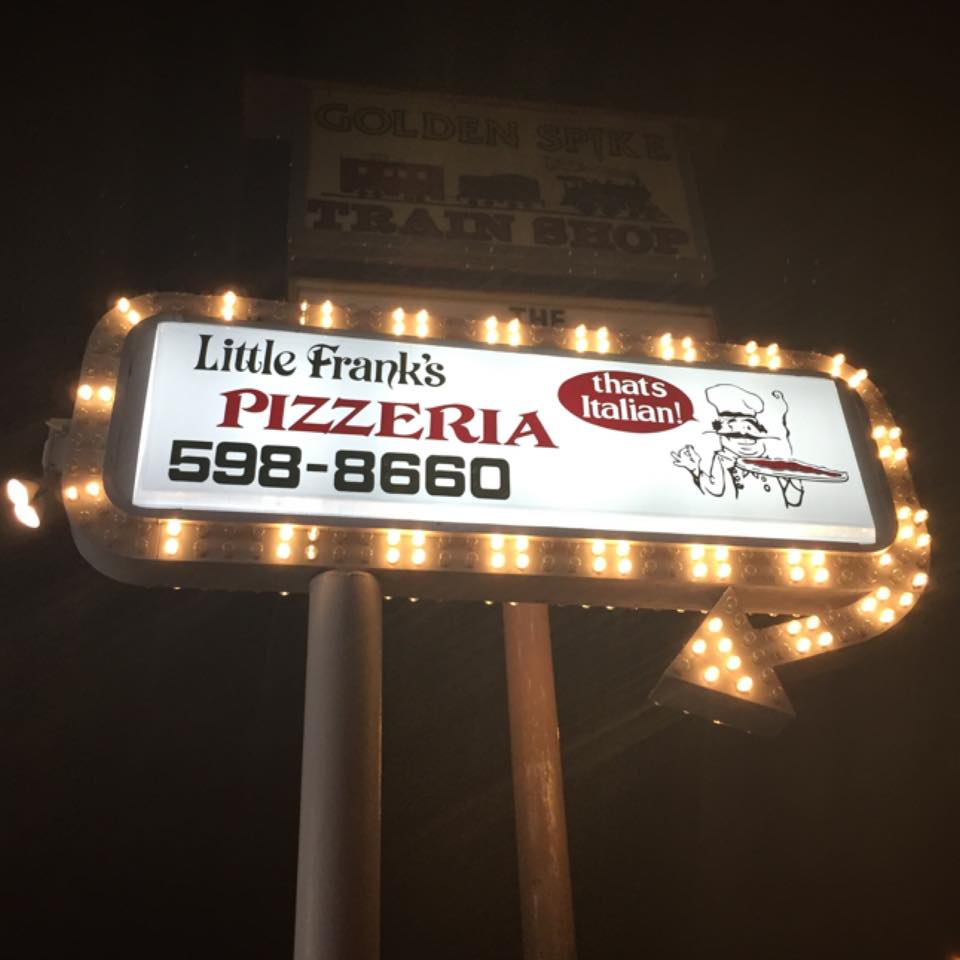 GOLDEN SPIKE
TRAIN SHOP
THE
Little Frank's
PIZZERIA
598-8660
thats
Italian!